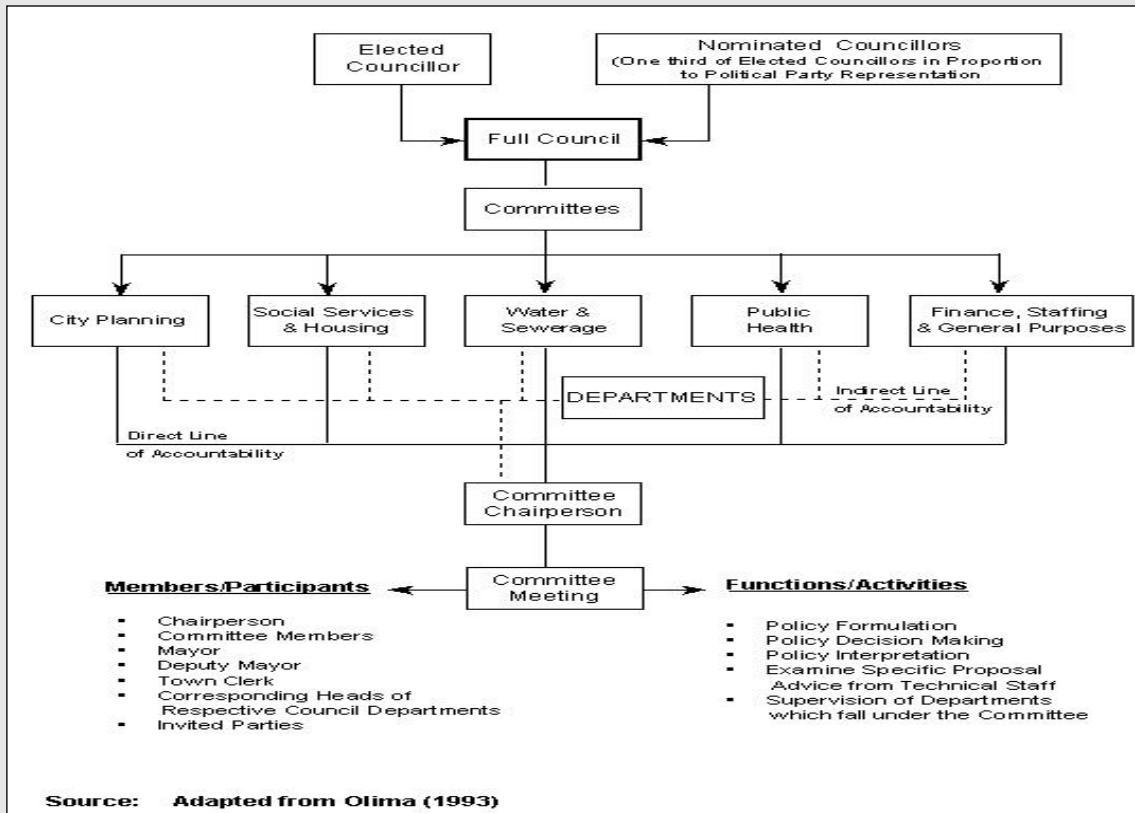 Elected
Councillor
Nominated Councillors
(One third of Elected Councillors in Proportion
to Political Party Representation
Full Council
Committees
City Planning
Social Services
& Housing
Water &
Sewerage
Public
Health
Finance, Staffing
& General Purposes
DEPARTMENTS
Indirect Line
of Accountability
Direct Line
of Accountability
Committee
Chairperson
Committee
Meeting
Members/Participants
▪ Chairperson
▪ Committee Members
▪ Mayor
▪ Deputy Mayor
▪ Town Clerk
▪ Corresponding Heads of
Respective Council Departments
▪ Invited Parties
Functions/Activities
▪ Policy Formulation
▪ Policy Decision Making
▪ Policy Interpretation
▪ Examine Specific Proposal
Advice from Technical Staff
▪ Supervision of Departments
which fall under the Committee
Source: Adapted from Olima (1993)